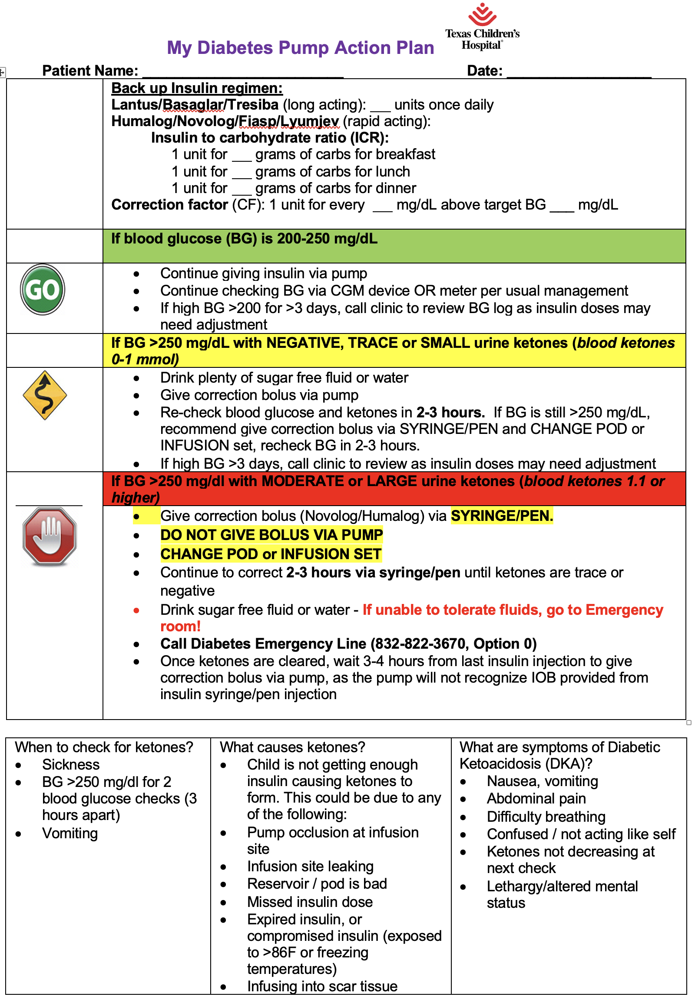 Texas Children's
Hospital®
My Diabetes Pump Action Plan
Patient Name: ________________________ Date: __________________
Back up Insulin regimen:
Lantus/Basaglar/Tresiba (long acting): ___ units once daily
Humalog/Novolog/Fiasp/Lyumjev (rapid acting):
Insulin to carbohydrate ratio (ICR):
1 unit for ___ grams of carbs for breakfast
1 unit for ___ grams of carbs for lunch
1 unit for ___ grams of carbs for dinner
Correction factor (CF): 1 unit for every ___ mg/dL above target BG ___ mg/dL
If blood glucose (BG) is 200-250 mg/dL
GO
• Continue giving insulin via pump
• Continue checking BG via CGM device OR meter per usual management
• If high BG >200 for >3 days, call clinic to review BG log as insulin doses may
need adjustment
If BG >250 mg/dL with NEGATIVE, TRACE or SMALL urine ketones (blood ketones
0-1 mmol)
• Drink plenty of sugar free fluid or water
• Give correction bolus via pump
• Re-check blood glucose and ketones in 2-3 hours. If BG is still >250 mg/dL,
recommend give correction bolus via SYRINGE/PEN and CHANGE POD or
INFUSION set, recheck BG in 2-3 hours.
• If high BG >3 days, call clinic to review as insulin doses may need adjustment
If BG >250 mg/dl with MODERATE or LARGE urine ketones (blood ketones 1.1 or
higher)
• Give correction bolus (Novolog/Humalog) via SYRINGE/PEN.
• DO NOT GIVE BOLUS VIA PUMP
• CHANGE POD or INFUSION SET
• Continue to correct 2-3 hours via syringe/pen until ketones are trace or
negative
• Drink sugar free fluid or water - If unable to tolerate fluids, go to Emergency
room!
• Call Diabetes Emergency Line (832-822-3670, Option 0)
• Once ketones are cleared, wait 3-4 hours from last insulin injection to give
correction bolus via pump, as the pump will not recognize IOB provided from
insulin syringe/pen injection
When to check for ketones?
• Sickness
• BG >250 mg/dl for 2
blood glucose checks (3
hours apart)
• Vomiting
What causes ketones?
• Child is not getting enough
insulin causing ketones to
form. This could be due to any
of the following:
• Pump occlusion at infusion
site
• Infusion site leaking
• Reservoir / pod is bad
• Missed insulin dose
• Expired insulin, or
compromised insulin (exposed
to >86F or freezing
temperatures)
• Infusing into scar tissue
What are symptoms of Diabetic
Ketoacidosis (DKA)?
• Nausea, vomiting
• Abdominal pain
• Difficulty breathing
• Confused / not acting like self
• Ketones not decreasing at
next check
• Lethargy/altered mental
status